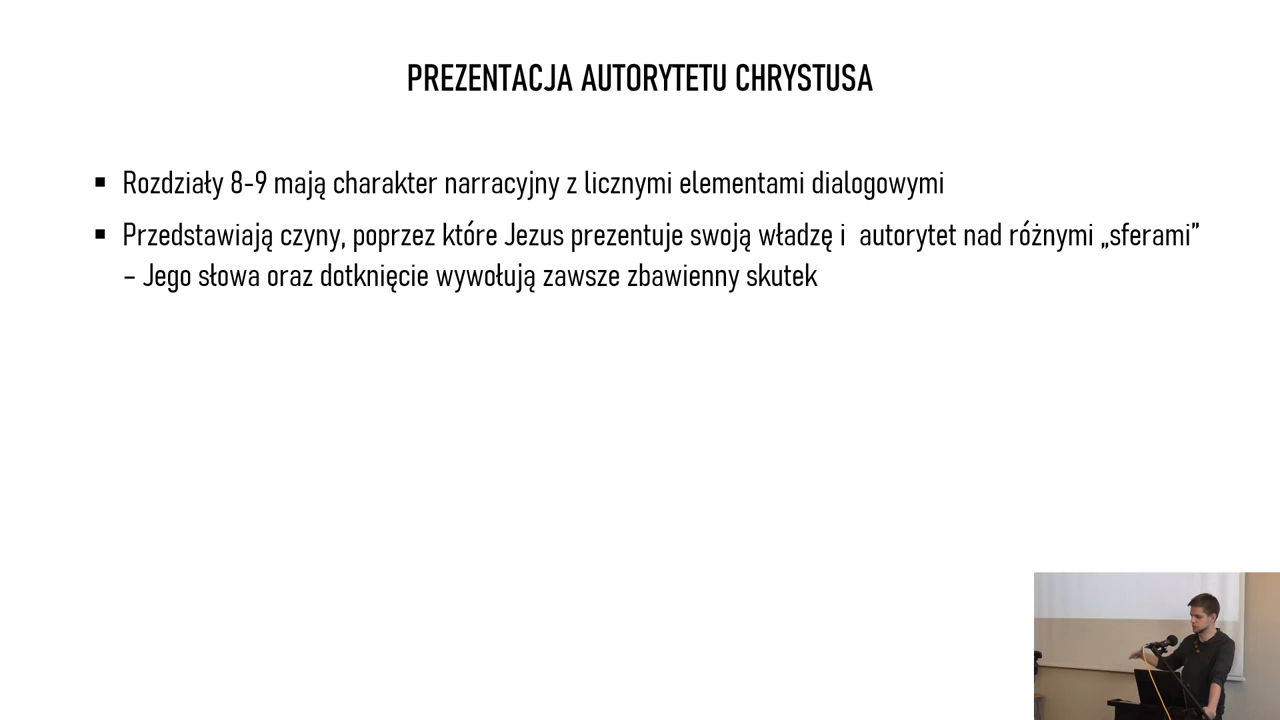 PREZENTACJA AUTORYTETU CHRYSTUSA
▪ Rozdziały 8-9 mają charakter narracyjny z licznymi elementami dialogowymi
▪ Przedstawiają czyny, poprzez które Jezus prezentuje swoją władzę i  autorytet nad różnymi „sferami”
– Jego słowa oraz dotknięcie wywołują zawsze zbawienny skutek